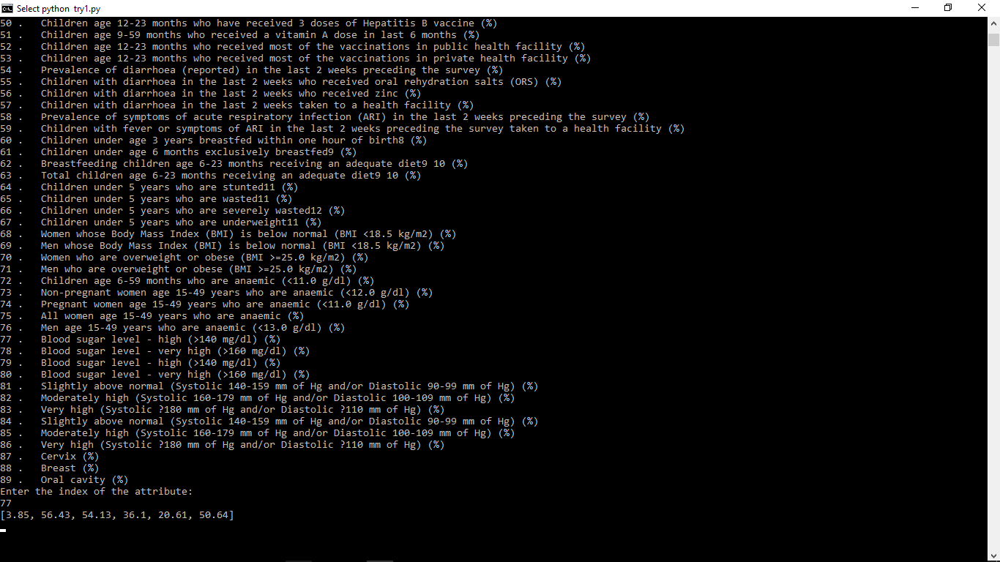 Select python  try1.py
50 .   Children age 12-23 months who have received 3 doses of Hepatitis B vaccine (%)
51 .   Children age 9-59 months who received a vitamin A dose in last 6 months (%)
52 .   Children age 12-23 months who received most of the vaccinations in public health facility (%)
53 .   Children age 12-23 months who received most of the vaccinations in private health facility (%)
54 .   Prevalence of diarrhoea (reported) in the last 2 weeks preceding the survey (%)
55 .   Children with diarrhoea in the last 2 weeks who received oral rehydration salts (ORS) (%)
56 .   Children with diarrhoea in the last 2 weeks who received zinc (%)
57 .   Children with diarrhoea in the last 2 weeks taken to a health facility (%)
58 .   Prevalence of symptoms of acute respiratory infection (ARI) in the last 2 weeks preceding the survey (%)
59 .   Children with fever or symptoms of ARI in the last 2 weeks preceding the survey taken to a health facility (%)
60 .   Children under age 3 years breastfed within one hour of birth8 (%)
61 .   Children under age 6 months exclusively breastfed9 (%)
62 .   Breastfeeding children age 6-23 months receiving an adequate diet9 10 (%)
63 .   Total children age 6-23 months receiving an adequate diet9 10 (%)
64 .   Children under 5 years who are stunted11 (%)
65 .   Children under 5 years who are wasted11 (%)
66 .   Children under 5 years who are severely wasted12 (%)
67 .   Children under 5 years who are underweight11 (%)
68 .   Women whose Body Mass Index (BMI) is below normal (BMI <18.5 kg/m2) (%)
69 .   Men whose Body Mass Index (BMI) is below normal (BMI <18.5 kg/m2) (%)
70 .   Women who are overweight or obese (BMI >=25.0 kg/m2) (%)
71 .   Men who are overweight or obese (BMI >=25.0 kg/m2) (%)
72 .   Children age 6-59 months who are anaemic (<11.0 g/dl) (%)
73 .   Non-pregnant women age 15-49 years who are anaemic (<12.0 g/dl) (%)
74 .   Pregnant women age 15-49 years who are anaemic (<11.0 g/dl) (%)
75 .   All women age 15-49 years who are anaemic (%)
76 .   Men age 15-49 years who are anaemic (<13.0 g/dl) (%)
77 .   Blood sugar level - high (>140 mg/dl) (%)
78 .   Blood sugar level - very high (>160 mg/dl) (%)
79 .   Blood sugar level - high (>140 mg/dl) (%)
80 .   Blood sugar level - very high (>160 mg/dl) (%)
81 .   Slightly above normal (Systolic 140-159 mm of Hg and/or Diastolic 90-99 mm of Hg) (%)
82 .   Moderately high (Systolic 160-179 mm of Hg and/or Diastolic 100-109 mm of Hg) (%)
83 .   Very high (Systolic ?180 mm of Hg and/or Diastolic ?110 mm of Hg) (%)
84 .   Slightly above normal (Systolic 140-159 mm of Hg and/or Diastolic 90-99 mm of Hg) (%)
85 .   Moderately high (Systolic 160-179 mm of Hg and/or Diastolic 100-109 mm of Hg) (%)
86 .   Very high (Systolic ?180 mm of Hg and/or Diastolic ?110 mm of Hg) (%)
87 .   Cervix (%)
88 .   Breast (%)
89 .   Oral cavity (%)
Enter the index of the attribute:
77
[3.85, 56.43, 54.13, 36.1, 20.61, 50.64]